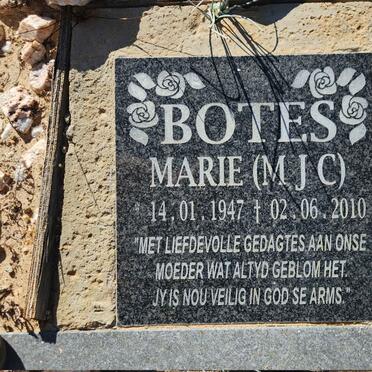 BOTES
MARIE (M J C)
* 14 . 01 . 1947 † 02 . 06 . 2010
"MET LIEFDEVOLLE GEDAGTES AAN ONSE
MOEDER WAT ALTYD GEBLOM HET.
JY IS NOU VEILIG IN GOD SE ARMS."